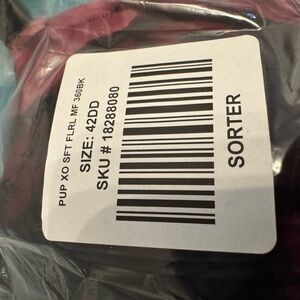 PUP XO SFT FLRL MF 360BK
SIZE: 42DD
SKU # 18288080
SORTER